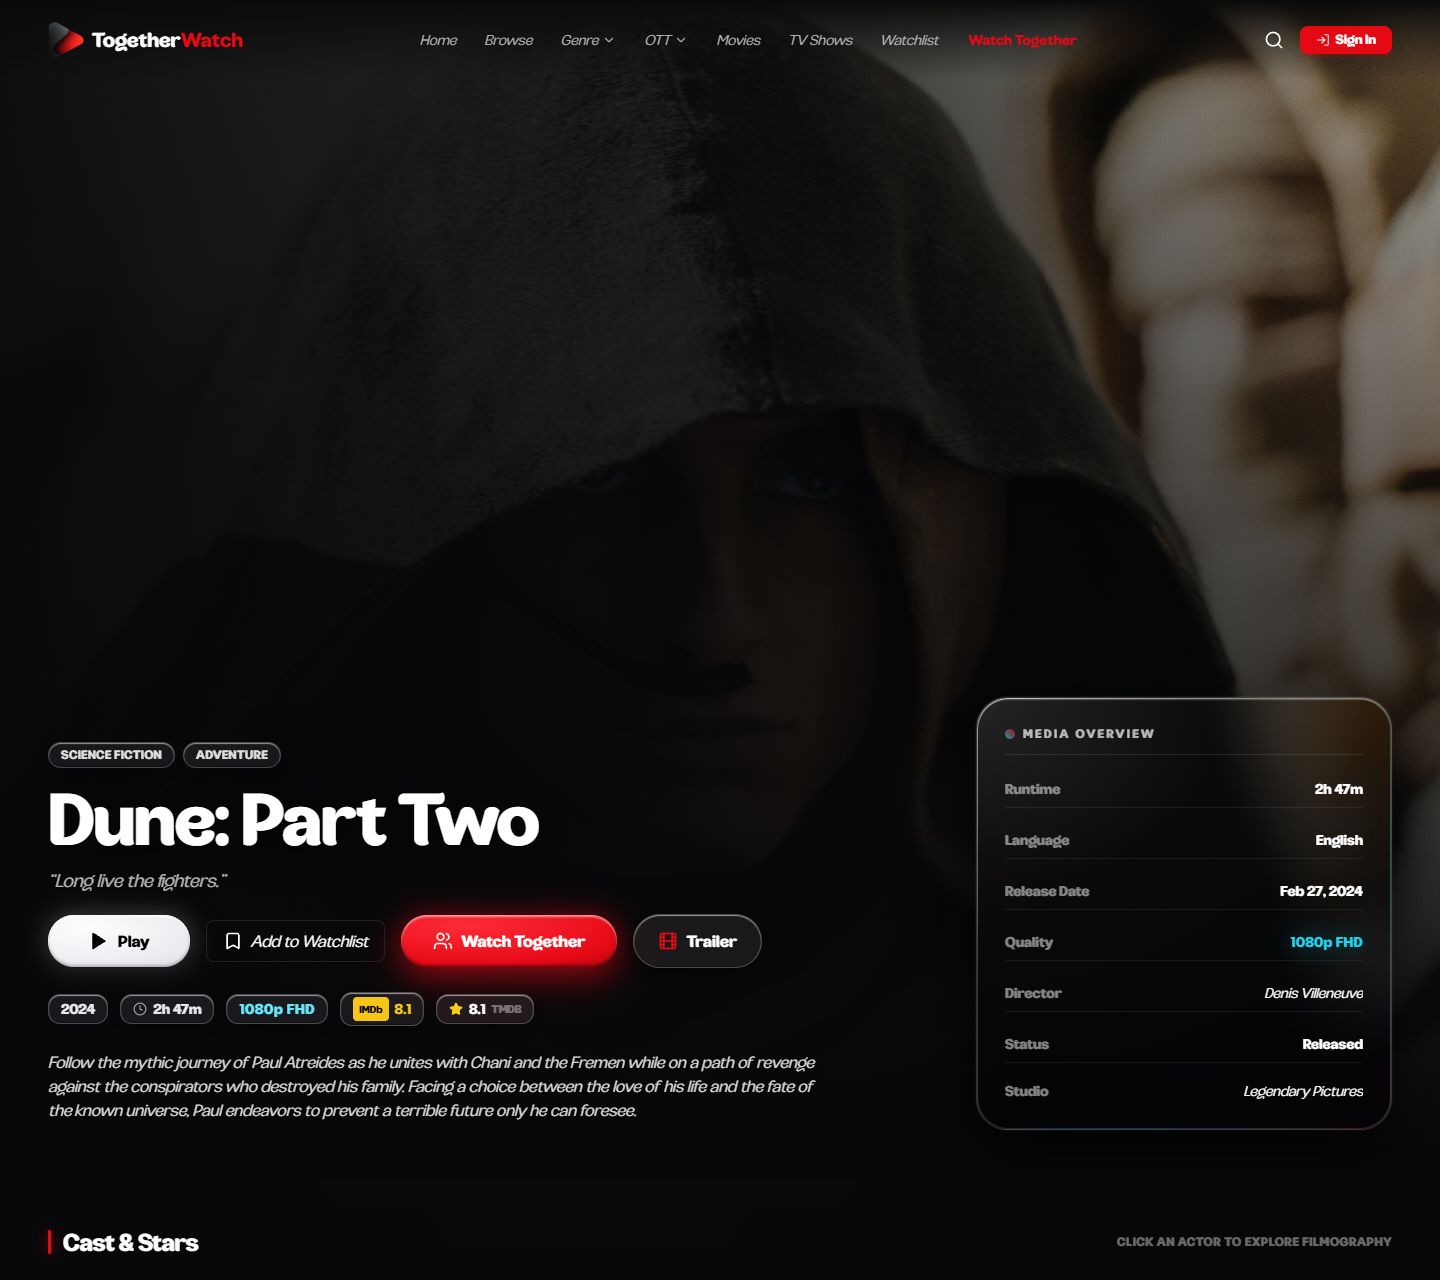 TogetherWatch
Home Browse Genre OTT Movies TV Shows Watchlist Watch Together
Sign In
SCIENCE FICTION ADVENTURE
Dune: Part Two
"Long live the fighters."
Play Add to Watchlist Watch Together Trailer
2024 2h 47m 1080p FHD IMDb 8.1 8.1 TMDB
Follow the mythic journey of Paul Atreides as he unites with Chani and the Fremen while on a path of revenge
against the conspirators who destroyed his family. Facing a choice between the love of his life and the fate of
the known universe, Paul endeavors to prevent a terrible future only he can foresee.
MEDIA OVERVIEW
Runtime 2h 47m
Language English
Release Date Feb 27, 2024
Quality 1080p FHD
Director Denis Villeneuve
Status Released
Studio Legendary Pictures
Cast & Stars
CLICK AN ACTOR TO EXPLORE FILMOGRAPHY